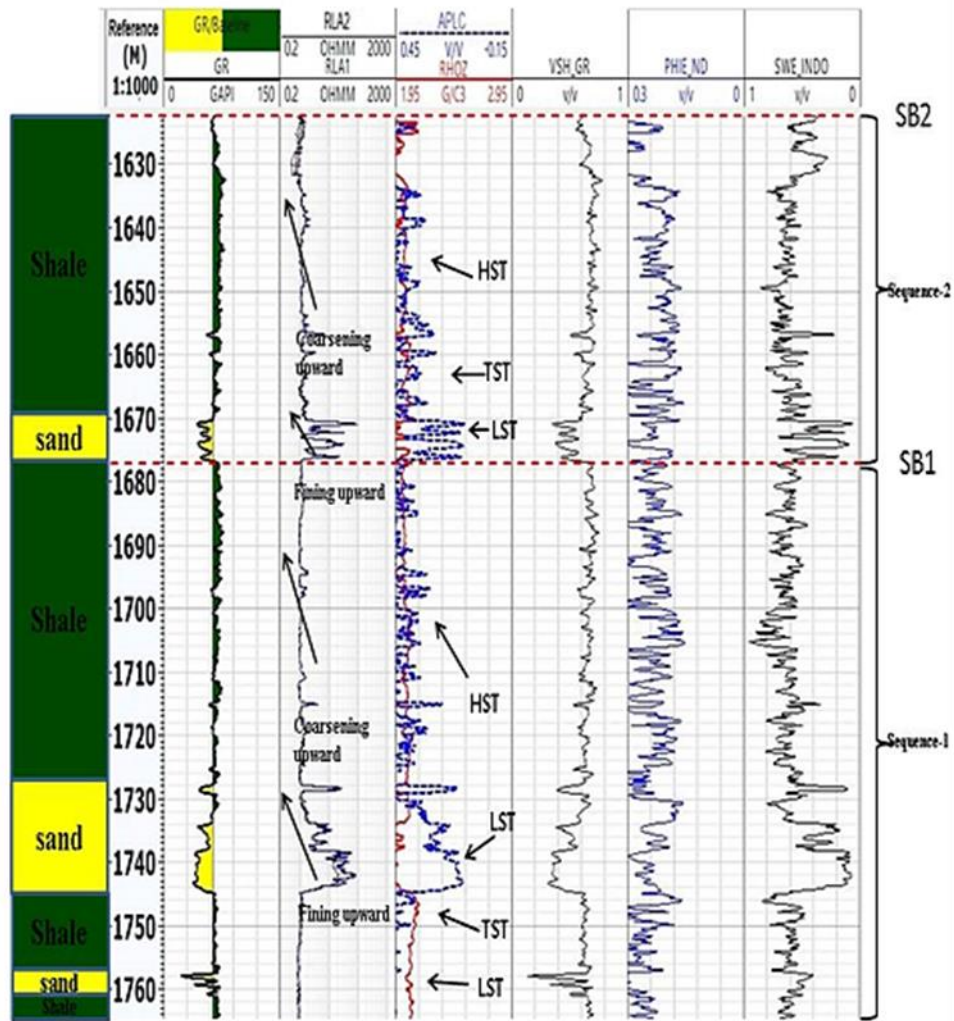 GR/Baseline RLA2 APLC
Reference 0.2 OHMM 2000 0.45 V/V -0.15
(M) GR RLA1 RHOZ VSH_GR PHIE_ND SWE_INDO
1:1000 0 GAPI 150 0.2 OHMM 2000 1.95 G/C3 2.95 0 v/v 1 0.3 v/v 0 1 v/v 0
SB2
1630
1640
HST
Shale
1650
Sequence-2
Coarsening
upward
1660
TST
1670
sand
LST
SB1
1680
Fining upward
1690
Shale
1700
HST
1710
Coarsening
upward
1720
Sequence-1
1730
LST
sand
1740
Fining upward
Shale
1750
TST
sand
1760
LST
Shale